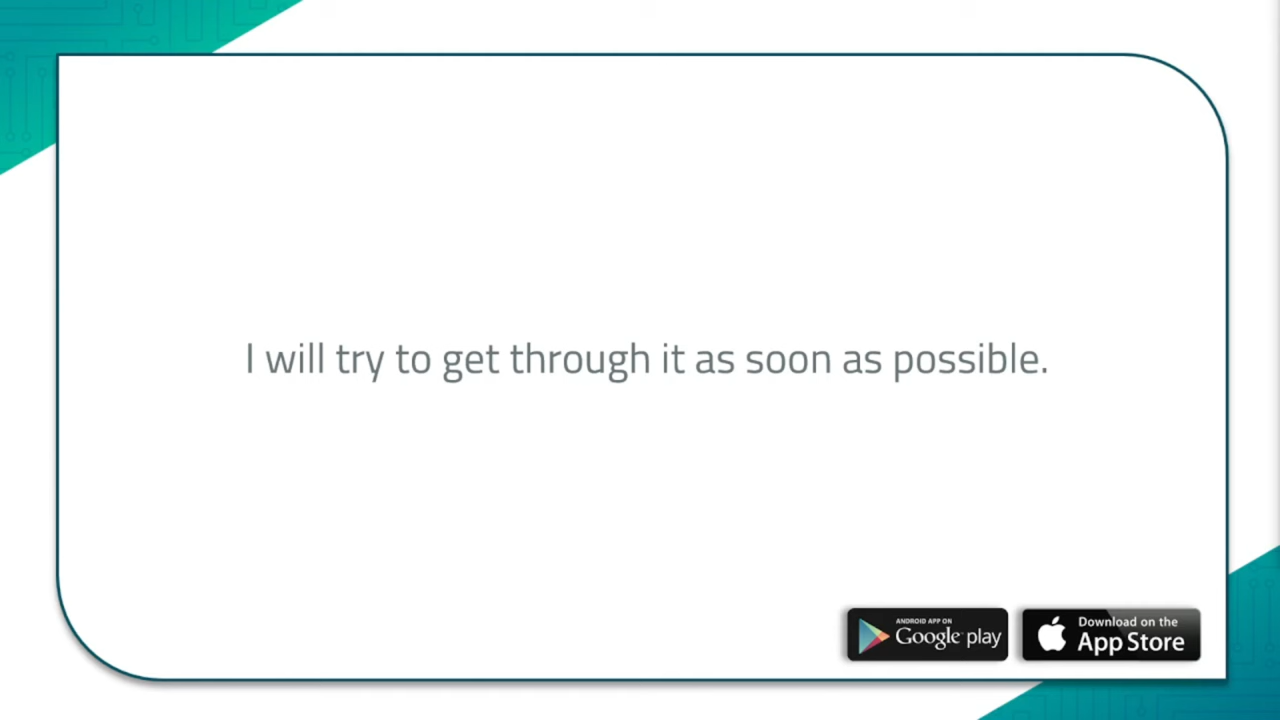 I will try to get through it as soon as possible.
ANDROID APP ON
Google play
Download on the
App Store